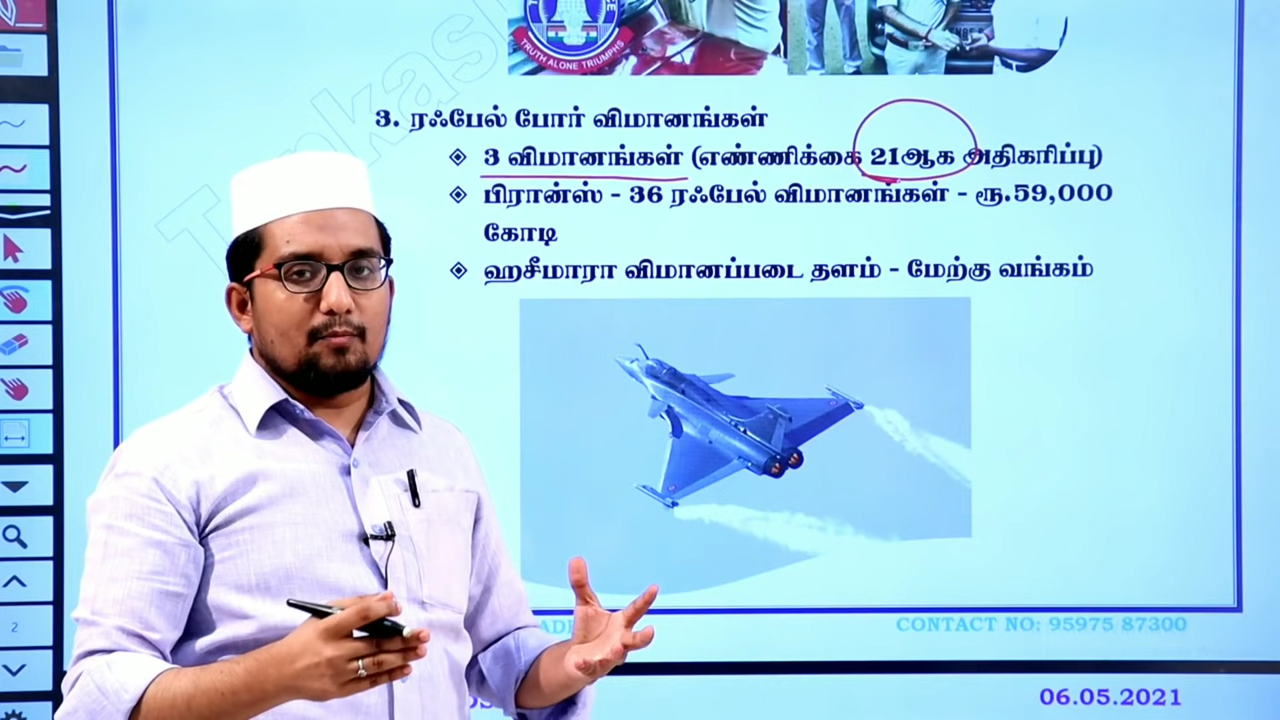 TRUTH ALONE TRIUMPHS
3. ரஃபேல் போர் விமானங்கள்
❖ 3 விமானங்கள் (எண்ணிக்கை 21ஆக அதிகரிப்பு)
❖ பிரான்ஸ் - 36 ரஃபேல் விமானங்கள் - ரூ.59,000
கோடி
❖ ஹசீமாரா விமானப்படை தளம் - மேற்கு வங்கம்
CONTACT NO: 95975 87300
2
06.05.2021